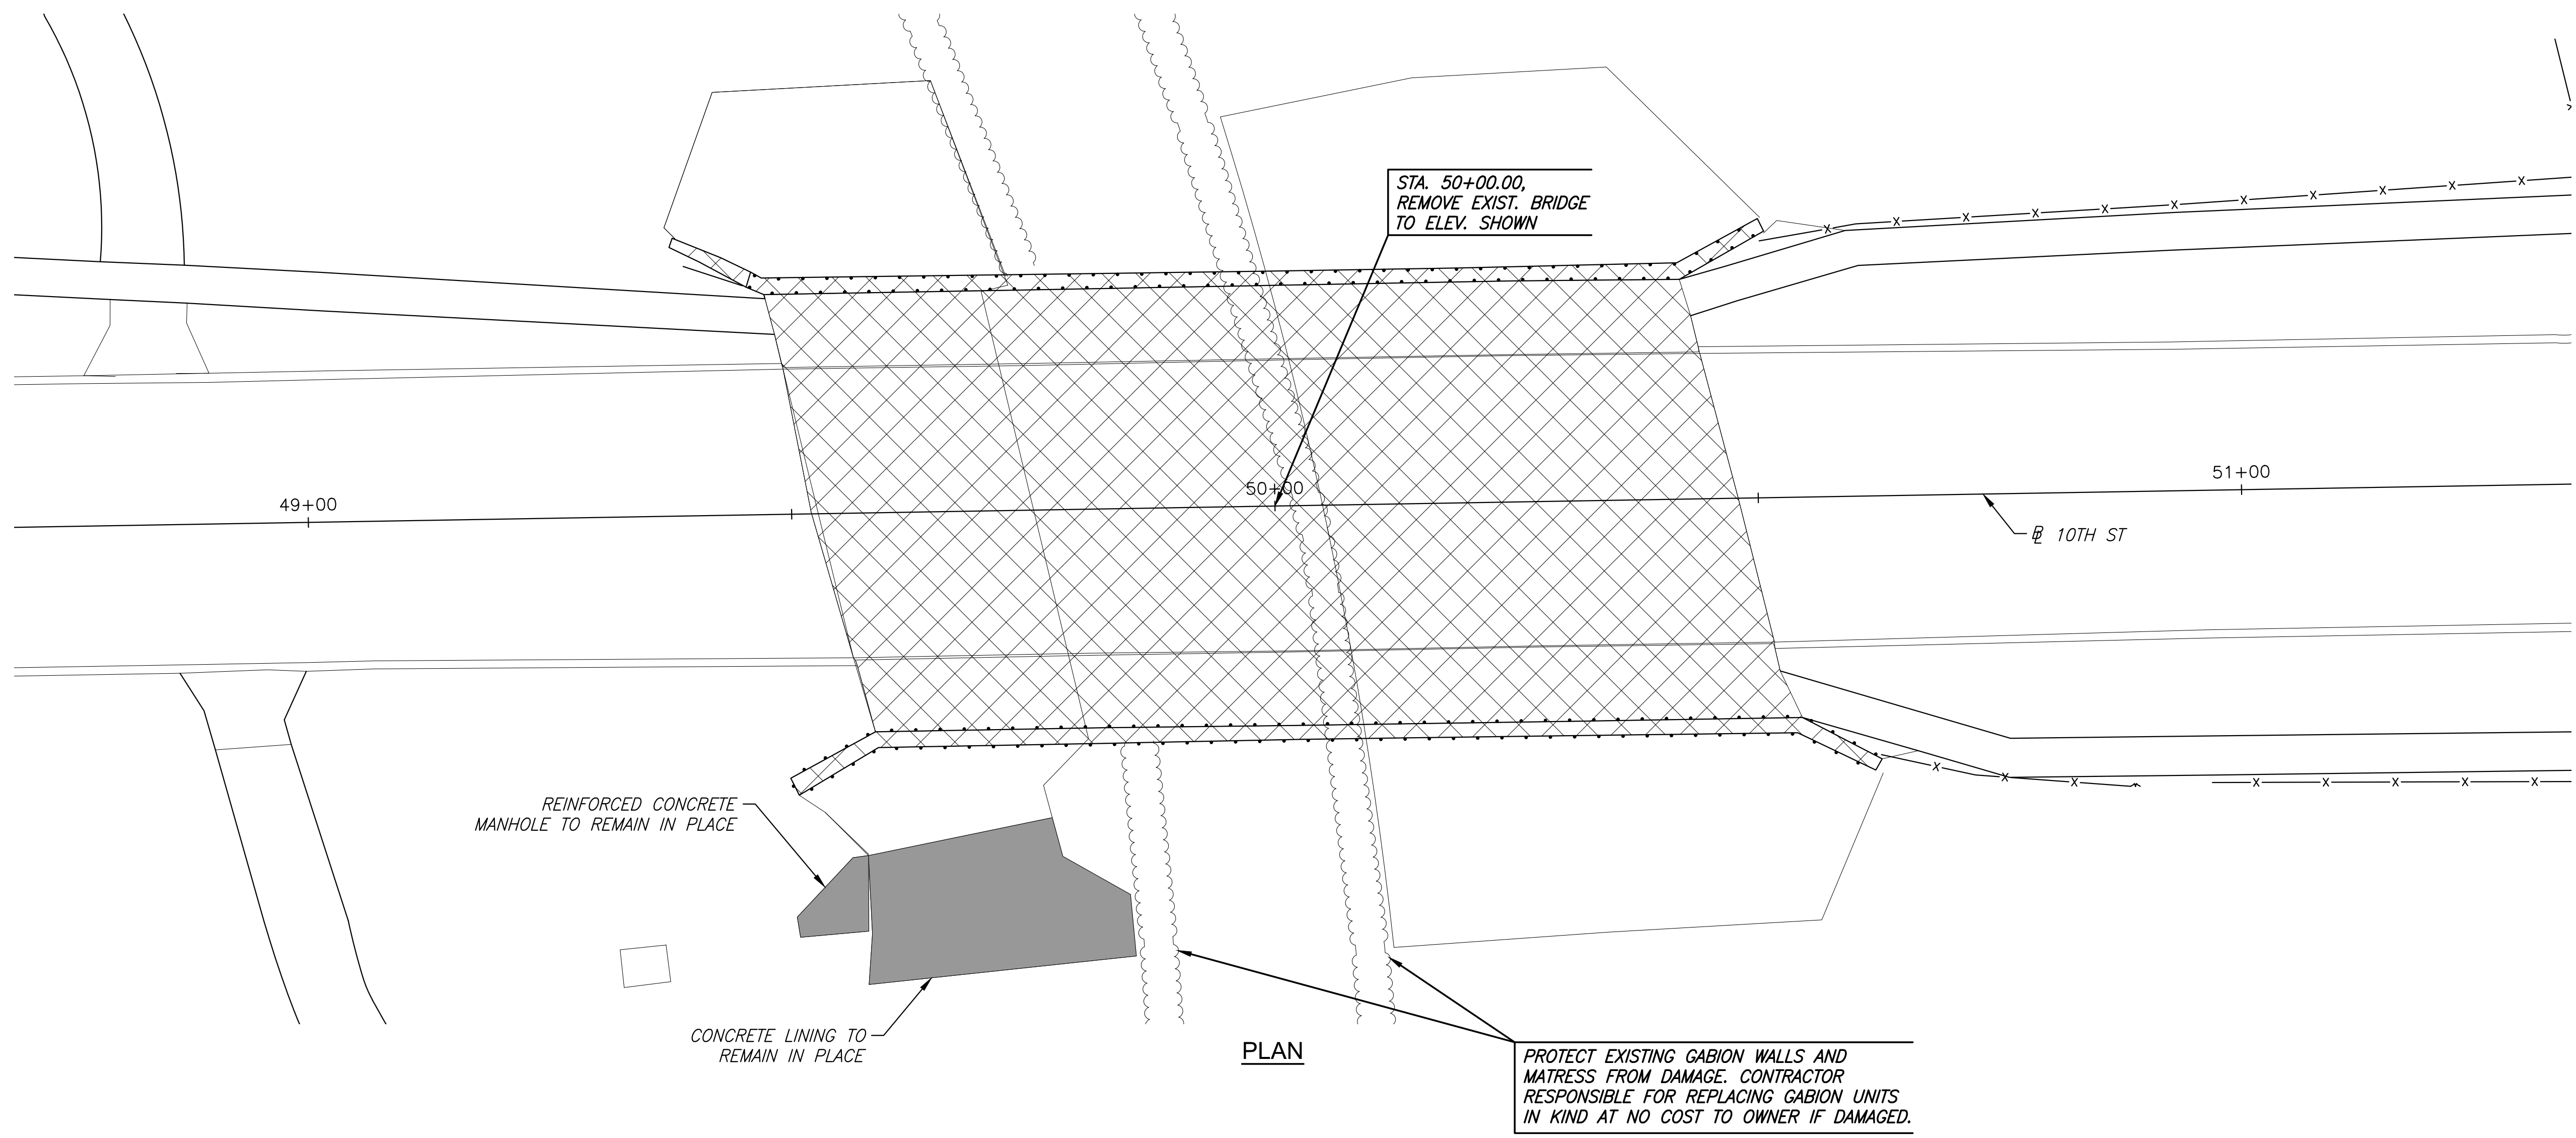 STA. 50+00.00,
REMOVE EXIST. BRIDGE
TO ELEV. SHOWN
49+00
50+00
51+00
BL 10TH ST
REINFORCED CONCRETE
MANHOLE TO REMAIN IN PLACE
CONCRETE LINING TO
REMAIN IN PLACE
PLAN
PROTECT EXISTING GABION WALLS AND
MATRESS FROM DAMAGE. CONTRACTOR
RESPONSIBLE FOR REPLACING GABION UNITS
IN KIND AT NO COST TO OWNER IF DAMAGED.